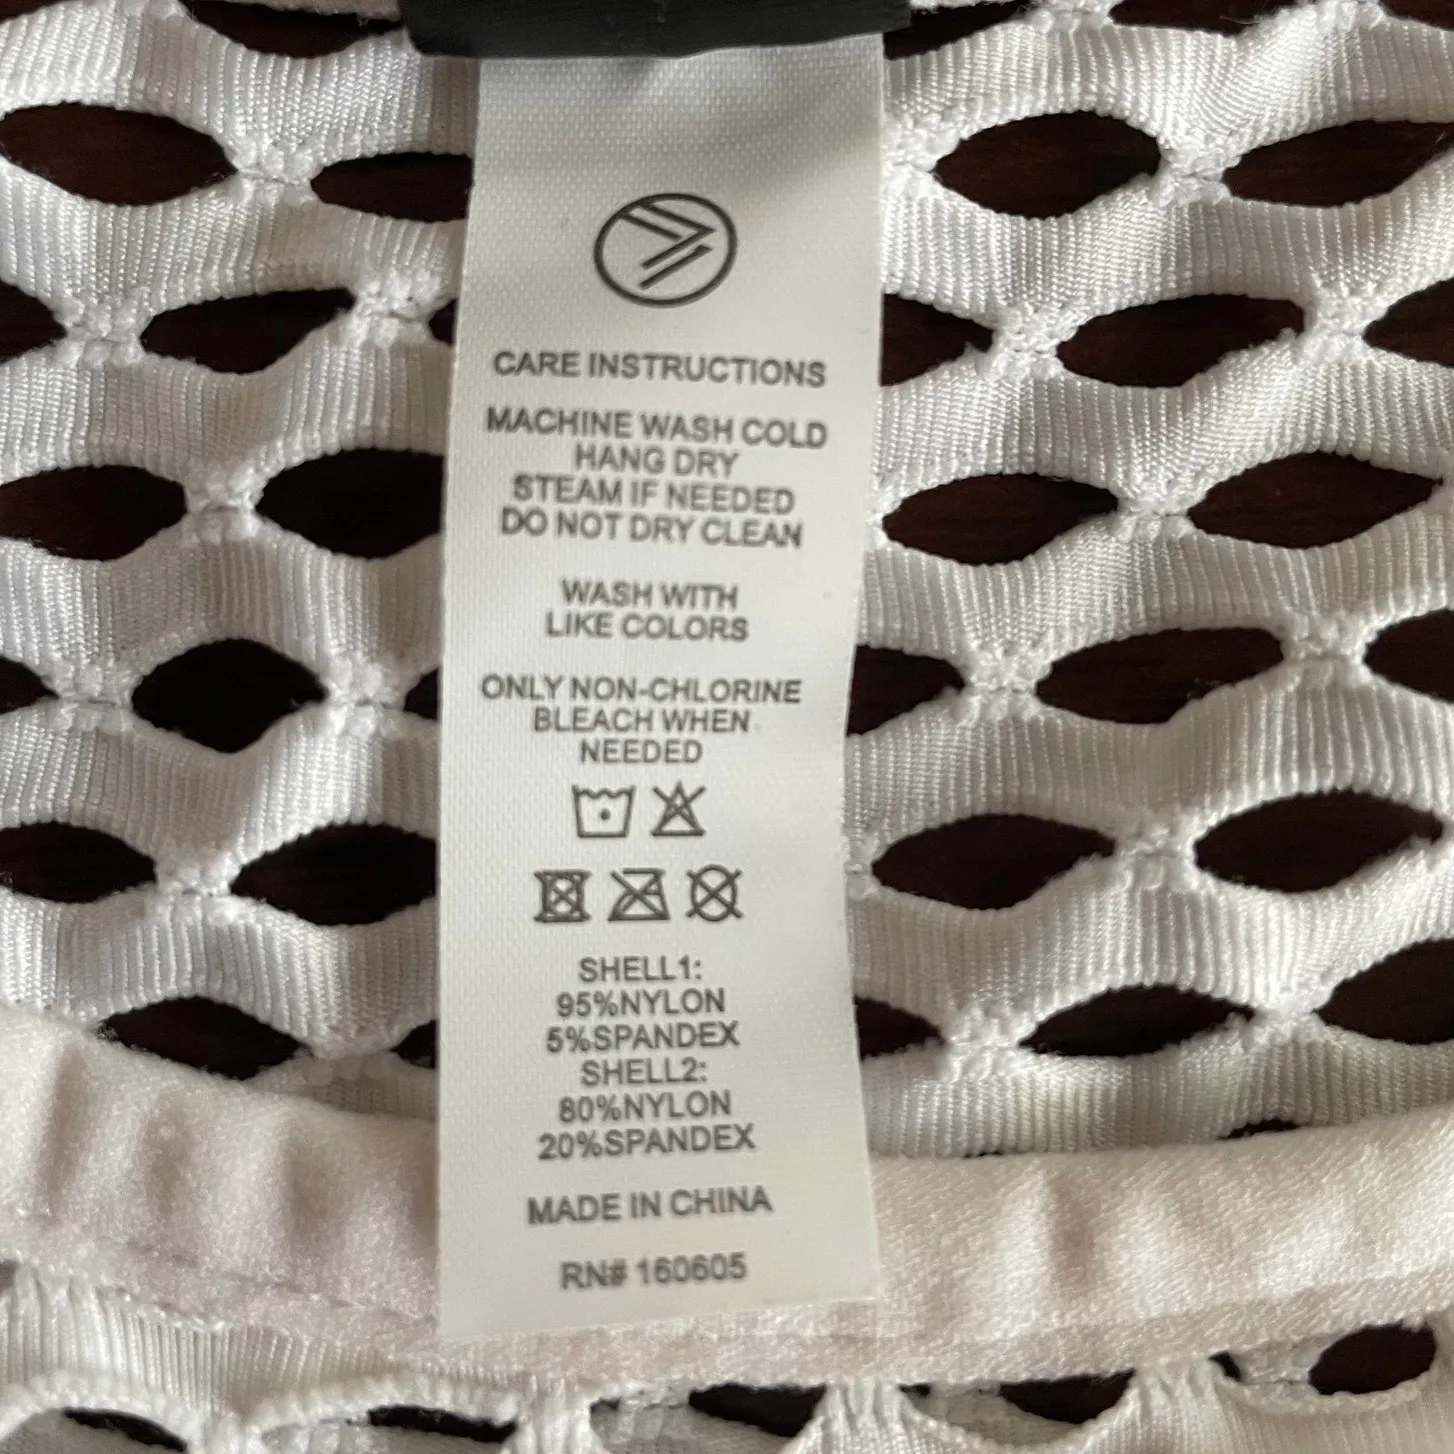 CARE INSTRUCTIONS
MACHINE WASH COLD
HANG DRY
STEAM IF NEEDED
DO NOT DRY CLEAN
WASH WITH
LIKE COLORS
ONLY NON-CHLORINE
BLEACH WHEN
NEEDED
SHELL1:
95%NYLON
5%SPANDEX
SHELL2:
80%NYLON
20%SPANDEX
MADE IN CHINA
RN# 160605